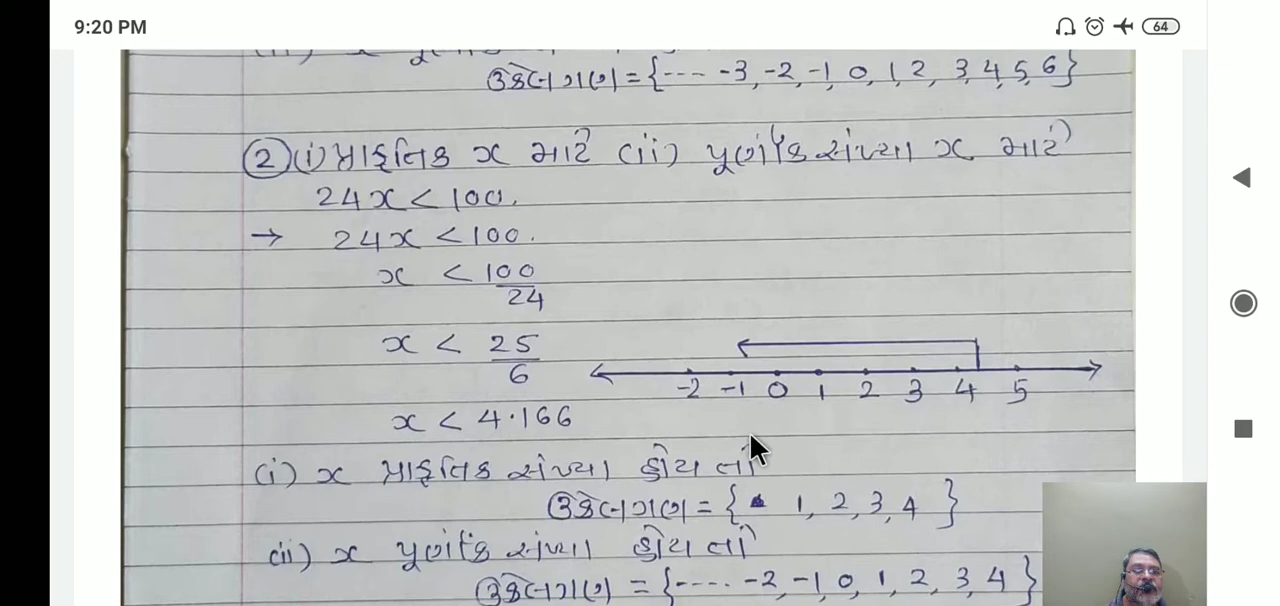 9:20 PM
64
ઉકેલગણ = {---- -3, -2, -1, 0, 1, 2, 3, 4, 5, 6}
② (i) પ્રાકૃતિક x માટે (ii) પૂર્ણાંક સંખ્યા x માટે
24x < 100.
→ 24x < 100.
x < 100/24
x < 25/6
-2 -1 0 1 2 3 4 5
x < 4.166
(i) x પ્રાકૃતિક સંખ્યા હોય તો
ઉકેલગણ = { 1, 2, 3, 4 }
(ii) x પૂર્ણાંક સંખ્યા હોય તો
ઉકેલગણ = {---- -2, -1, 0, 1, 2, 3, 4 }